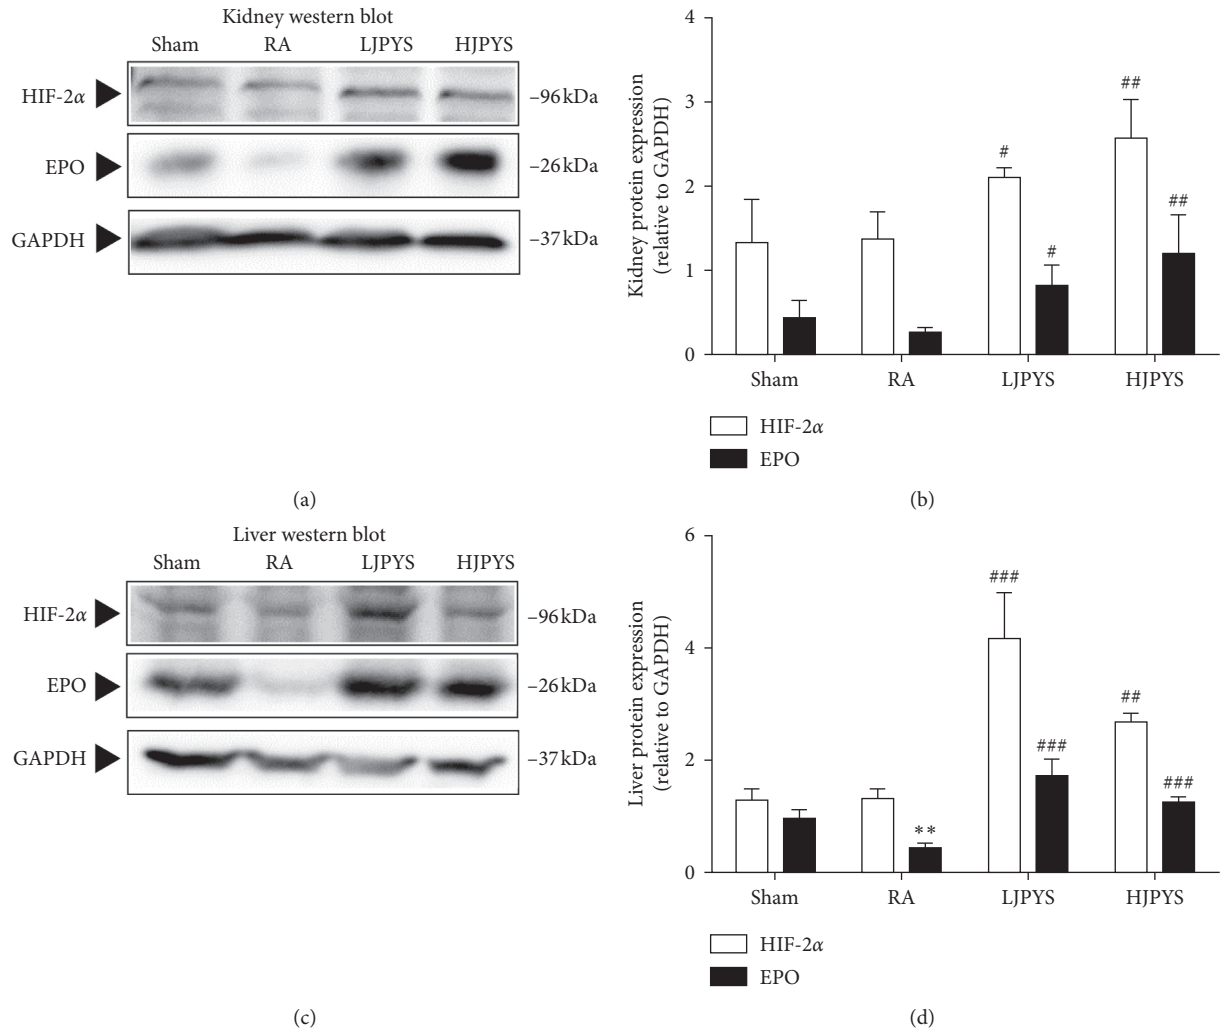 Kidney western blot
Sham RA LJPYS HJPYS
HIF-2α –96 kDa
EPO –26 kDa
GAPDH –37 kDa
(a)
4
3
2
1
0
Kidney protein expression
(relative to GAPDH)
# ##
# ##
Sham RA LJPYS HJPYS
HIF-2α
EPO
(b)
Liver western blot
Sham RA LJPYS HJPYS
HIF-2α –96 kDa
EPO –26 kDa
GAPDH –37 kDa
(c)
6
4
2
0
Liver protein expression
(relative to GAPDH)
** ### ### ## ###
Sham RA LJPYS HJPYS
HIF-2α
EPO
(d)